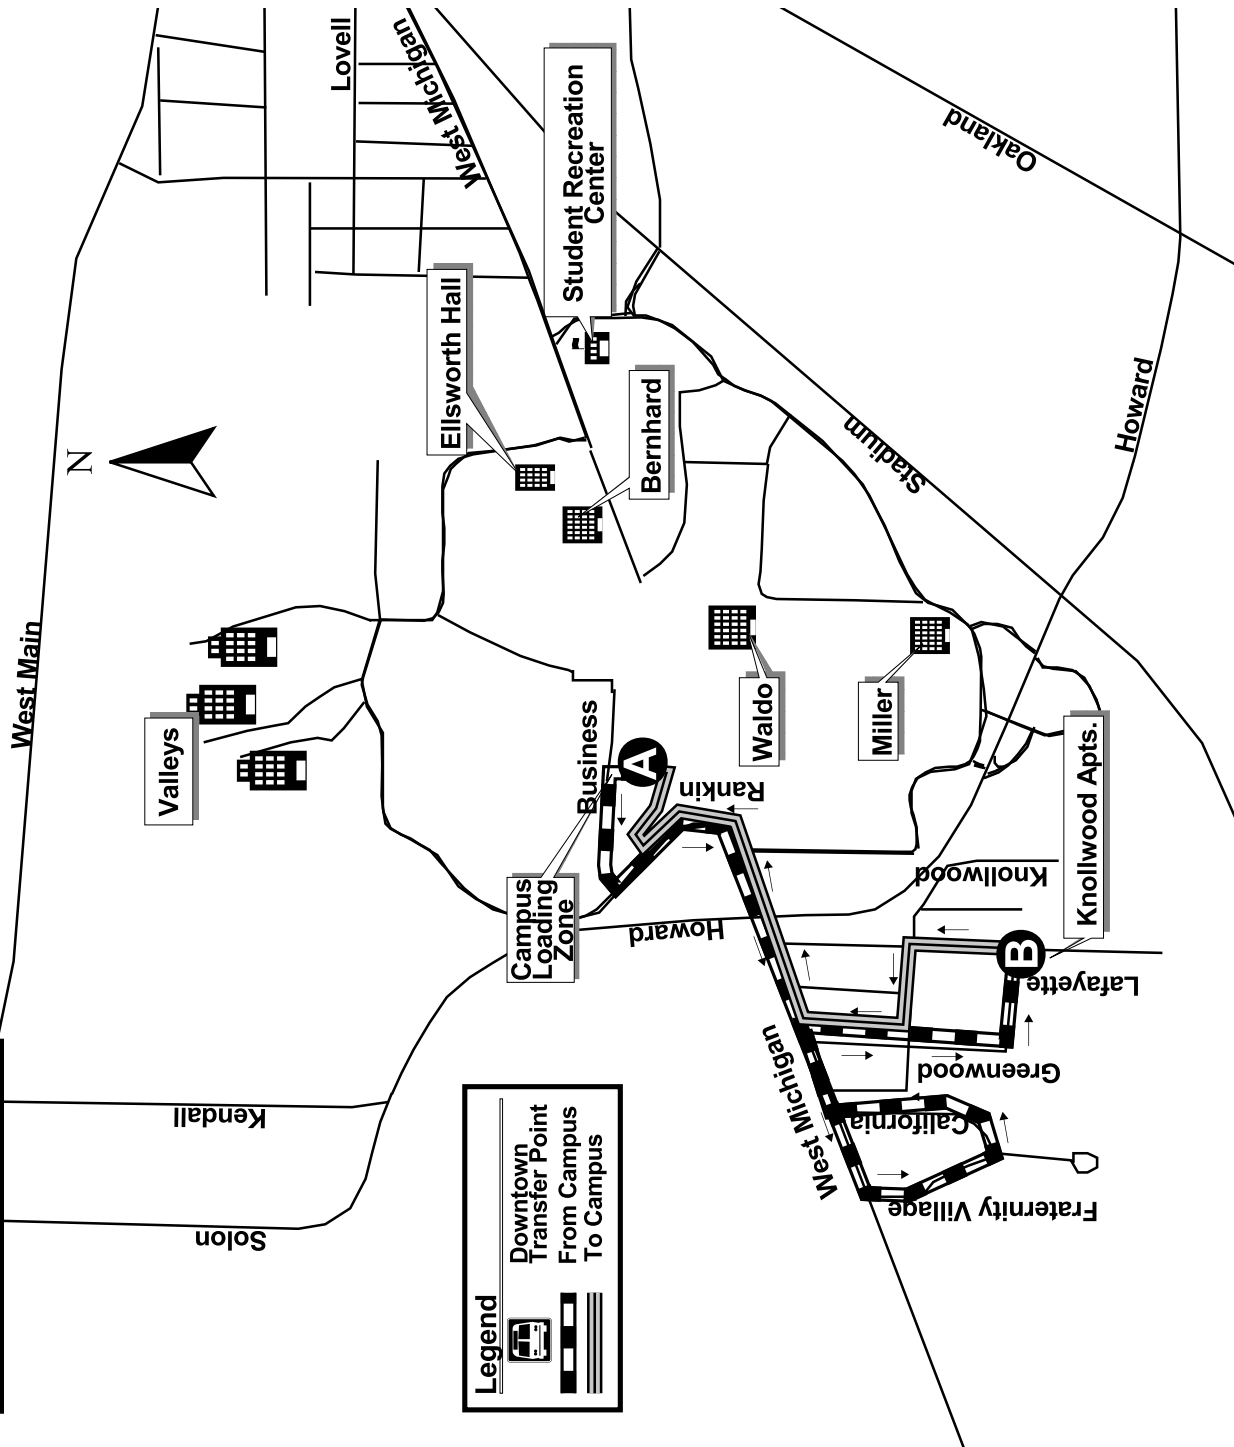 Lovell
West Michigan
Student Recreation
Center
Oakland
Ellsworth Hall
N
Bernhard
Howard
Stadium
West Main
Valleys
Business
A
Waldo
Miller
Rankin
Knollwood Apts.
Campus
Loading
Zone
Howard
Knollwood
B
Lafayette
Greenwood
West Michigan
California
Fraternity Village
Kendall
Solon
Legend
Downtown
Transfer Point
From Campus
To Campus